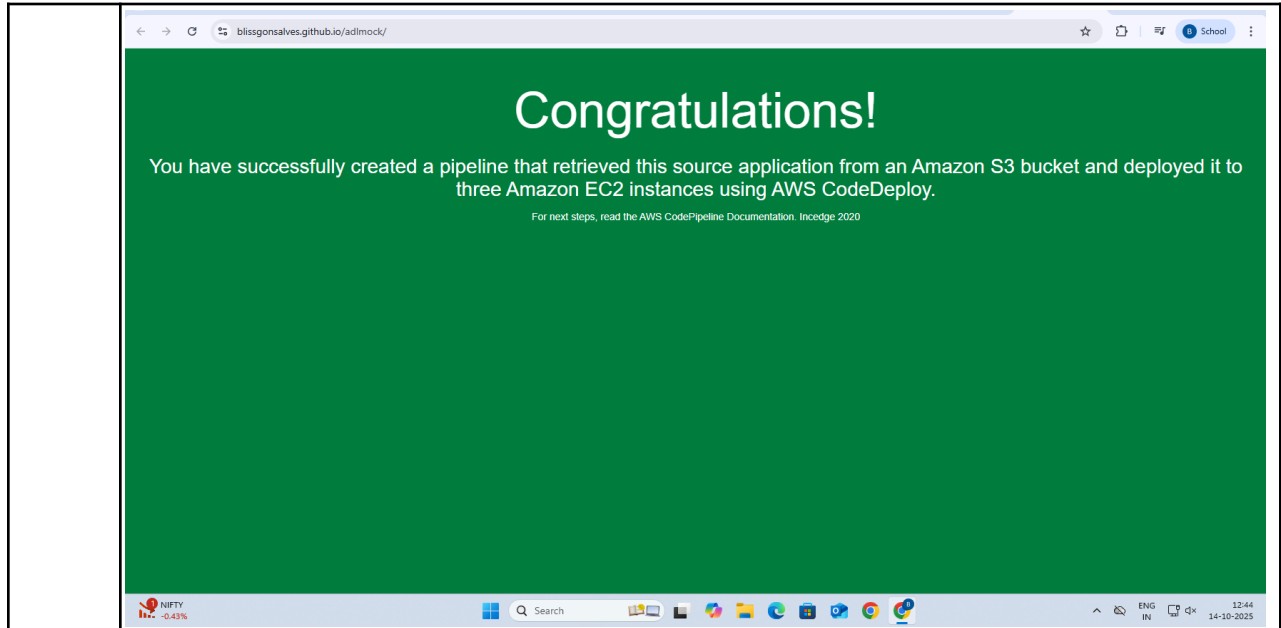 blissgonsalves.github.io/adlmock/
B School
Congratulations!
You have successfully created a pipeline that retrieved this source application from an Amazon S3 bucket and deployed it to
three Amazon EC2 instances using AWS CodeDeploy.
For next steps, read the AWS CodePipeline Documentation. Incedge 2020
1
NIFTY
-0.43%
Search
B
ENG
IN
12:44
14-10-2025